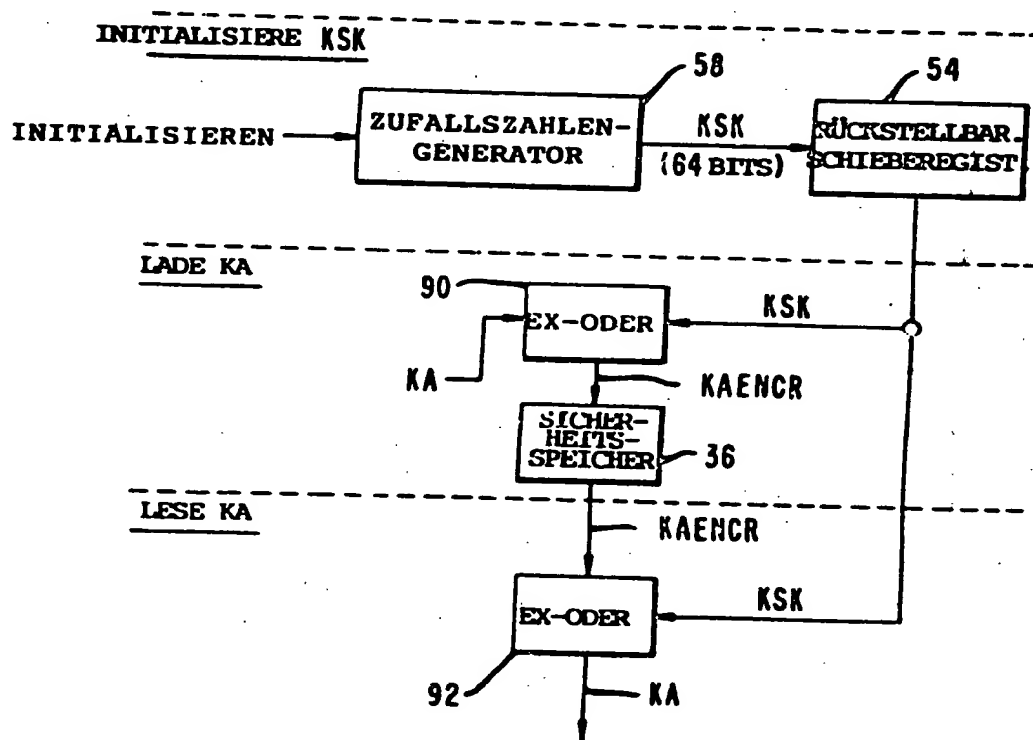 INITIALISIERE KSK
58
54
INITIALISIEREN
ZUFALLSZAHLEN-
GENERATOR
KSK
(64 BITS)
RÜCKSTELLBAR.
SCHIEBEREGIST.
LADE KA
90
EX-ODER
KSK
KA
KAENCR
SICHER-
HEITS-
SPEICHER
36
LESE KA
KAENCR
EX-ODER
KSK
92
KA